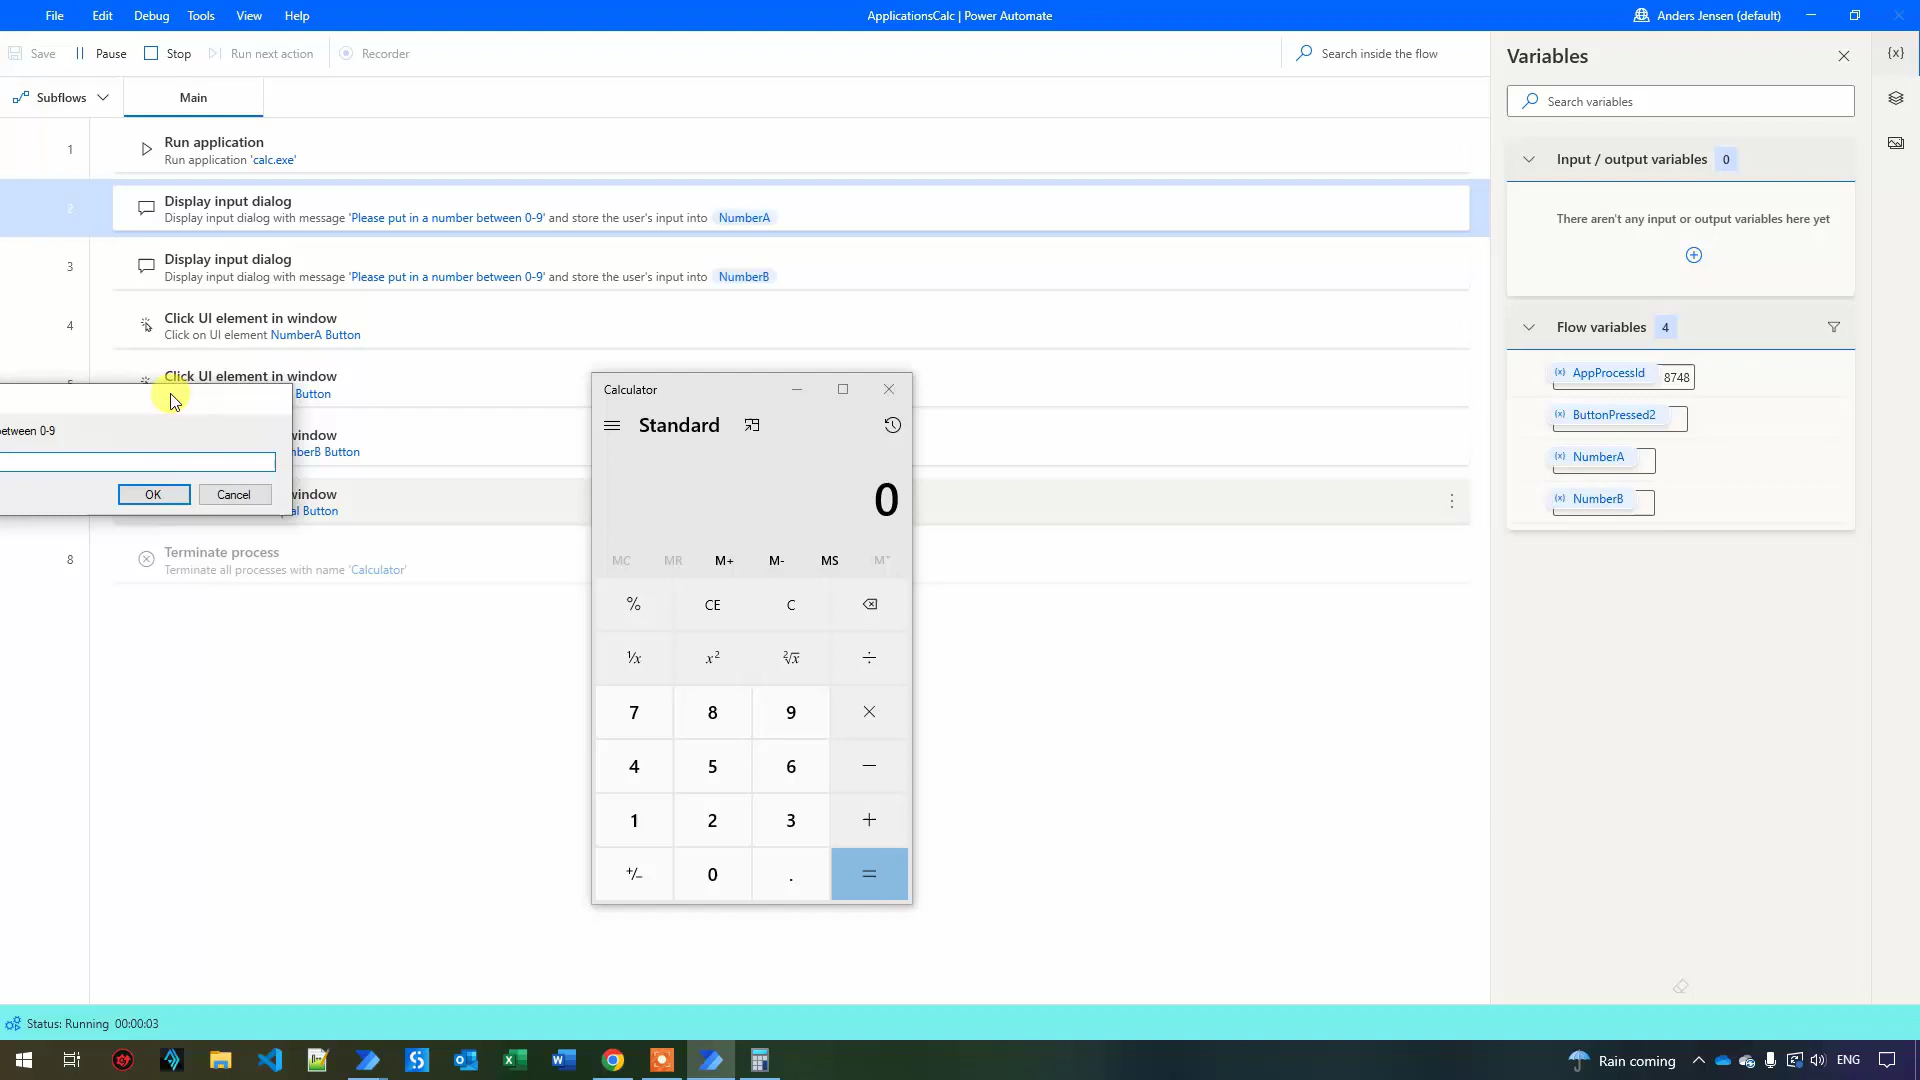 File Edit Debug Tools View Help
ApplicationsCalc | Power Automate
Anders Jensen (default)
Save Pause Stop Run next action Recorder
Search inside the flow
Subflows Main
1 Run application
Run application 'calc.exe'
2 Display input dialog
Display input dialog with message 'Please put in a number between 0-9' and store the user's input into NumberA
3 Display input dialog
Display input dialog with message 'Please put in a number between 0-9' and store the user's input into NumberB
4 Click UI element in window
Click on UI element NumberA Button
Click UI element in window
Button
window
Button
window
Button
8 Terminate process
Terminate all processes with name 'Calculator'
between 0-9
OK Cancel
Calculator
Standard
0
MC MR M+ M- MS M˅
% CE C
¹/x x² ²√x ÷
7 8 9 ×
4 5 6 −
1 2 3 +
+/− 0 . =
Variables {x}
Search variables
Input / output variables 0
There aren't any input or output variables here yet
Flow variables 4
(x) AppProcessId 8748
(x) ButtonPressed2
(x) NumberA
(x) NumberB
Status: Running 00:00:03
Rain coming
ENG